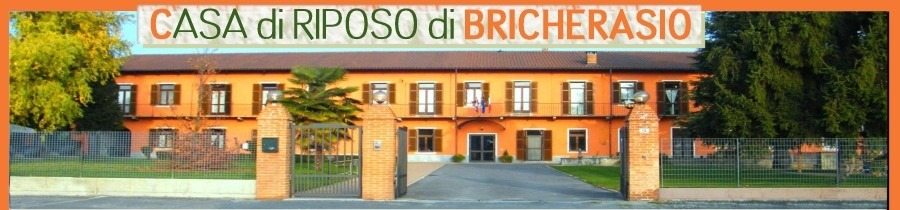 CASA di RIPOSO di BRICHERASIO